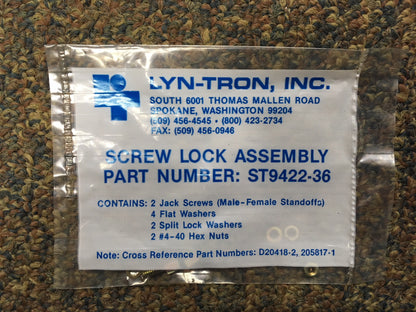 LYN-TRON, INC.
SOUTH 6001 THOMAS MALLEN ROAD
SPOKANE, WASHINGTON 99204
(509) 456-4545 • (800) 423-2734
FAX: (509) 456-0946
SCREW LOCK ASSEMBLY
PART NUMBER: ST9422-36
CONTAINS: 2 Jack Screws (Male-Female Standoffs)
4 Flat Washers
2 Split Lock Washers
2 #4-40 Hex Nuts
Note: Cross Reference Part Numbers: D20418-2, 205817-1